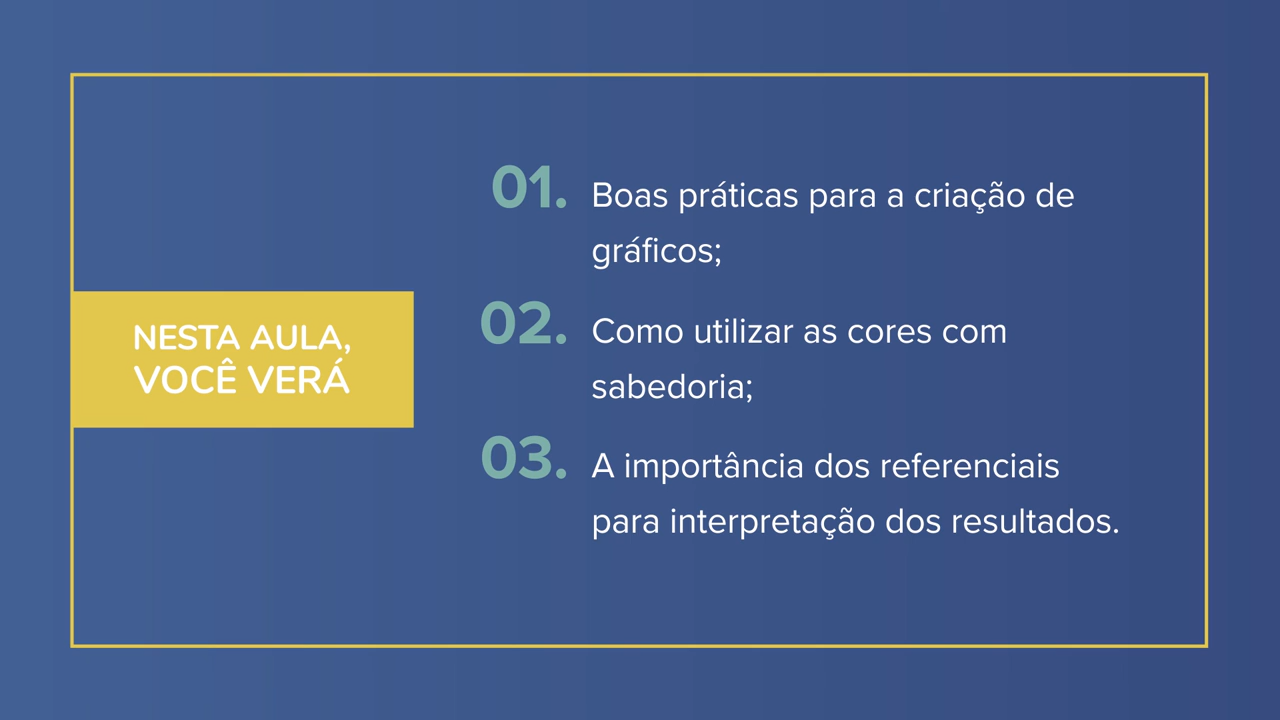 NESTA AULA,
VOCÊ VERÁ
01. Boas práticas para a criação de
gráficos;
02. Como utilizar as cores com
sabedoria;
03. A importância dos referenciais
para interpretação dos resultados.